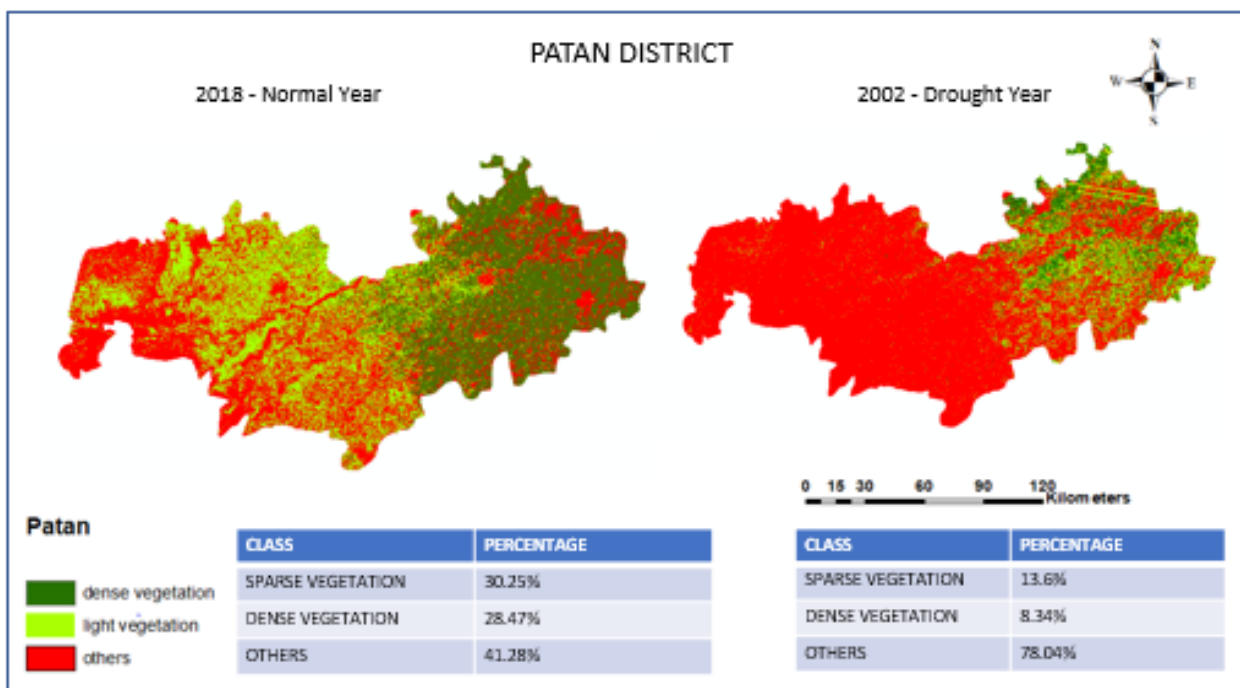 PATAN DISTRICT
2018 - Normal Year
2002 - Drought Year
N
W E
S
0 15 30 60 90 120
Kilometers
Patan
dense vegetation
light vegetation
others
CLASS PERCENTAGE
SPARSE VEGETATION 30.25%
DENSE VEGETATION 28.47%
OTHERS 41.28%
CLASS PERCENTAGE
SPARSE VEGETATION 13.6%
DENSE VEGETATION 8.34%
OTHERS 78.04%